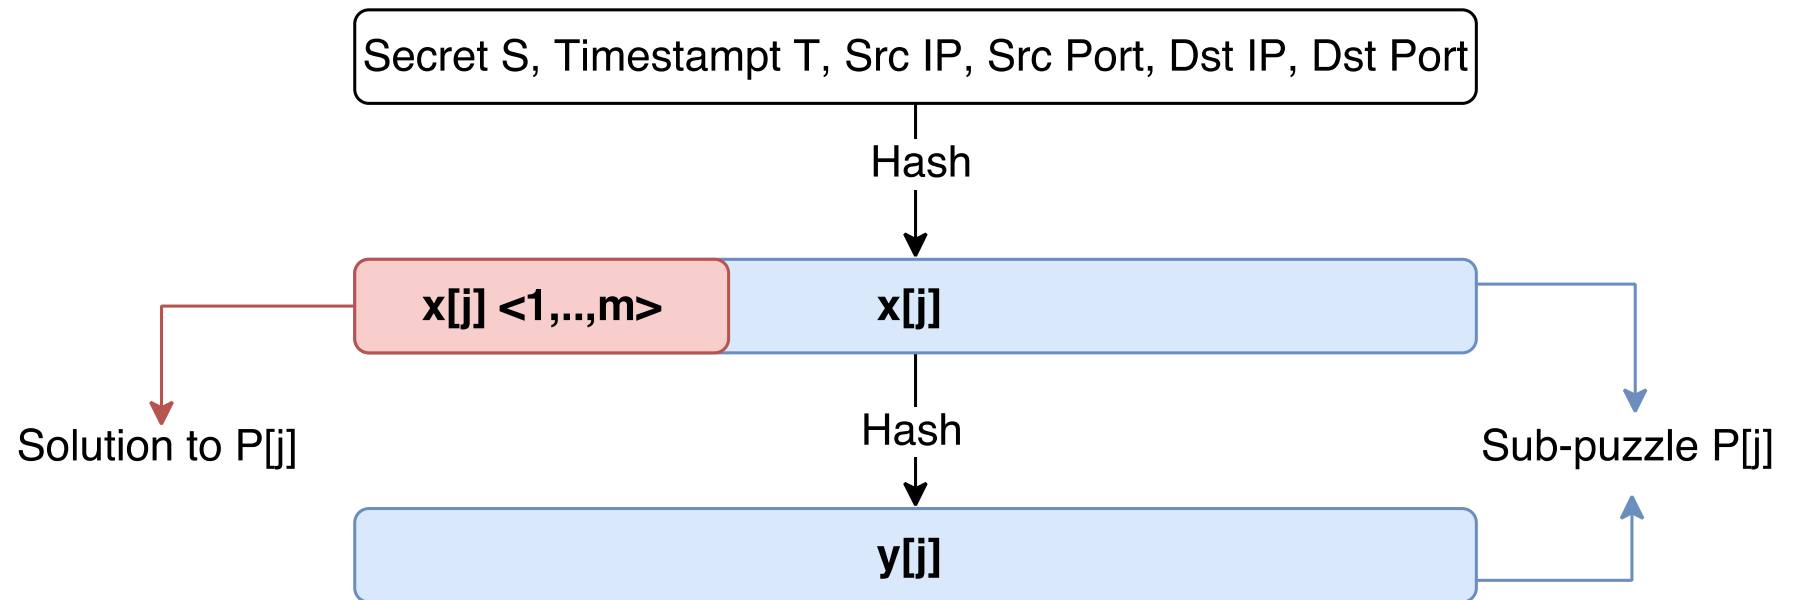 Secret S, Timestampt T, Src IP, Src Port, Dst IP, Dst Port
Hash
x[j] <1,..,m>
x[j]
Hash
Solution to P[j]
Sub-puzzle P[j]
y[j]